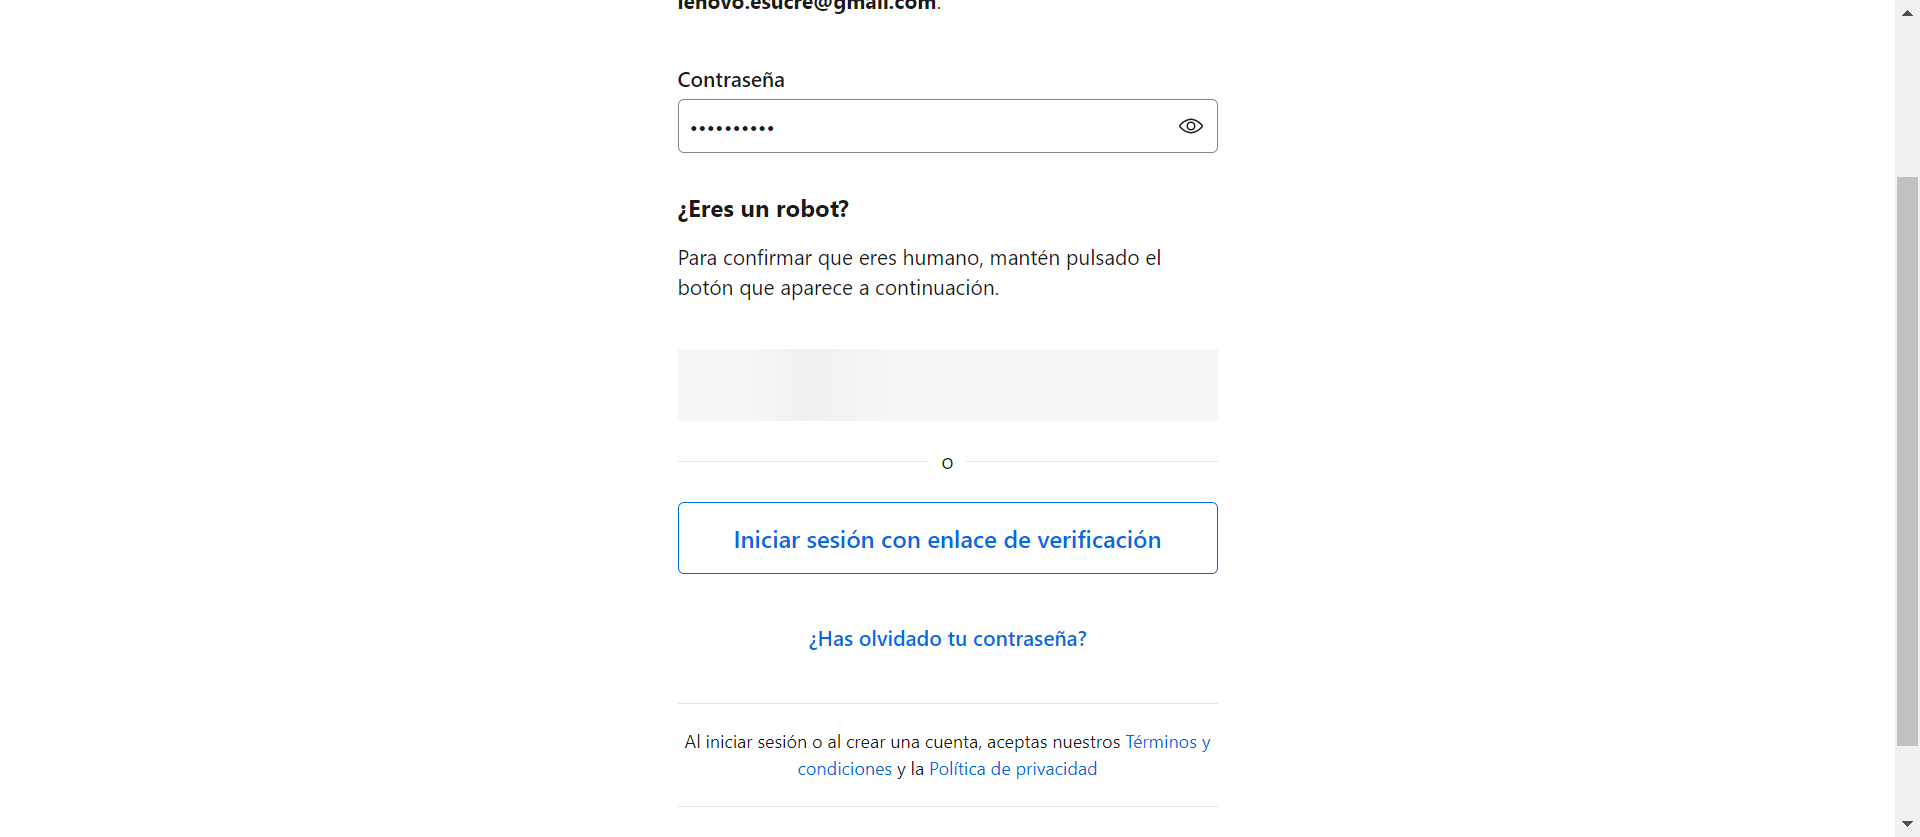 lenovo.esucre@gmail.com.
Contraseña
••••••••••
¿Eres un robot?
Para confirmar que eres humano, mantén pulsado el
botón que aparece a continuación.
o
Iniciar sesión con enlace de verificación
¿Has olvidado tu contraseña?
Al iniciar sesión o al crear una cuenta, aceptas nuestros Términos y
condiciones y la Política de privacidad